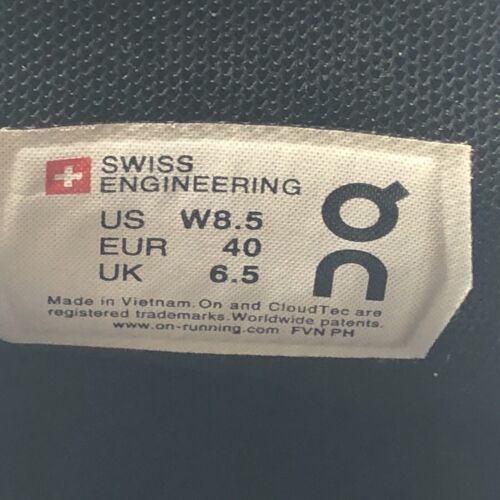 SWISS
ENGINEERING
US W8.5
EUR 40
UK 6.5
On
Made in Vietnam. On and CloudTec are
registered trademarks. Worldwide patents.
www.on-running.com FVN PH